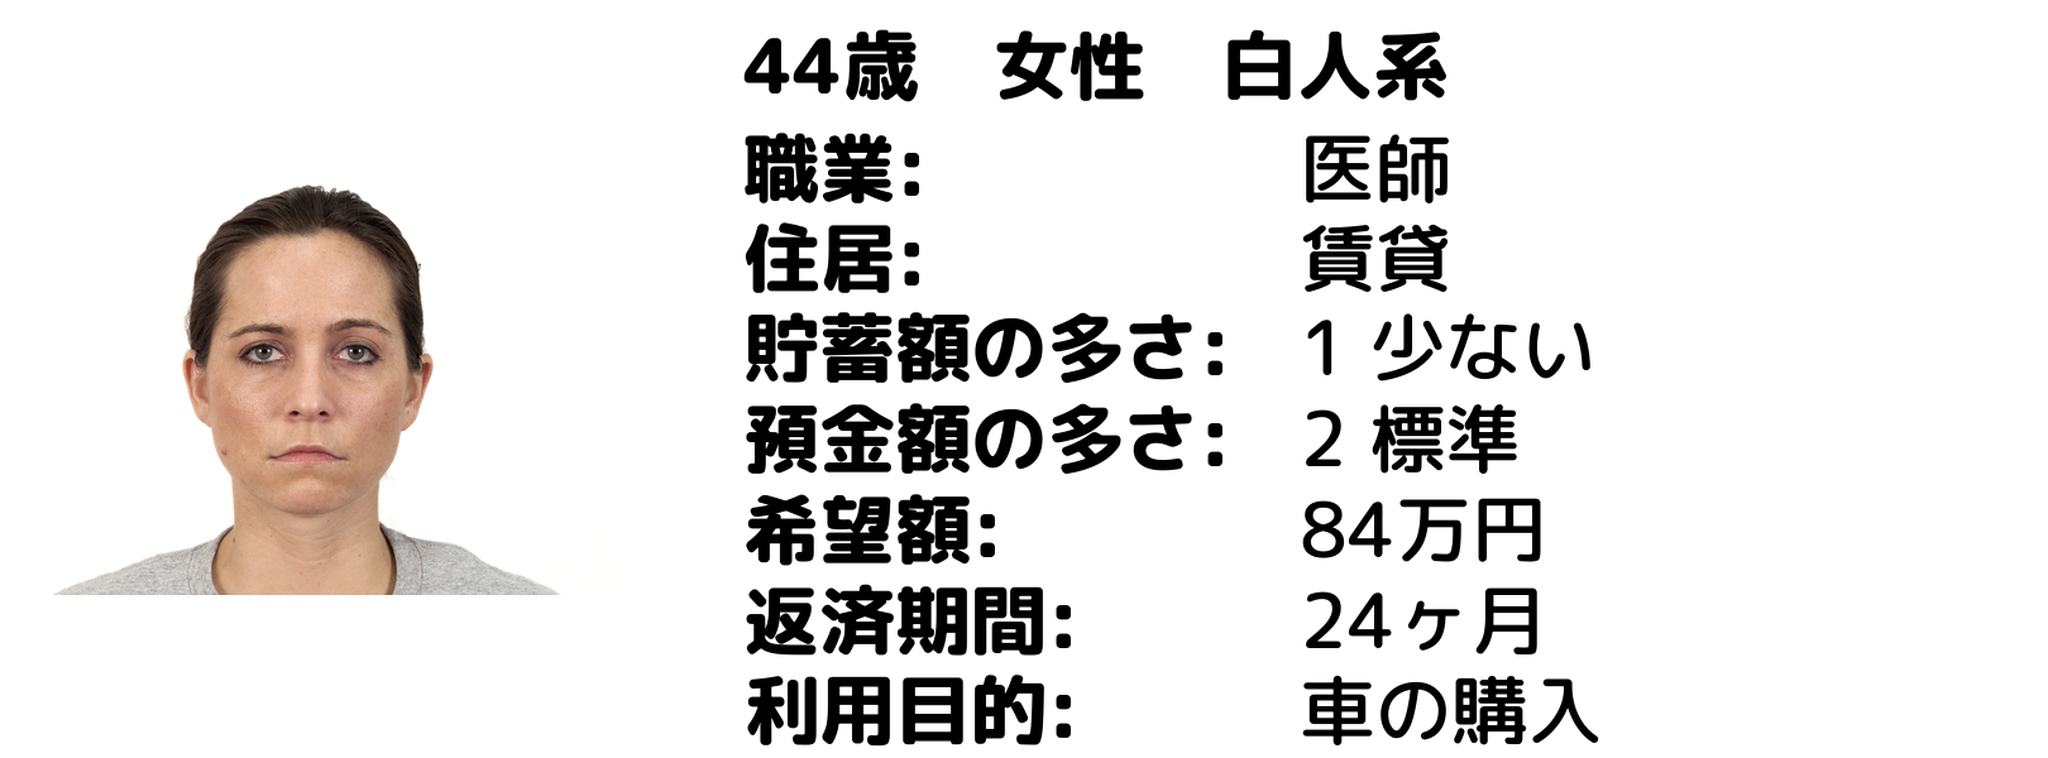 44歳　女性　白人系
職業: 医師
住居: 賃貸
貯蓄額の多さ: 1 少ない
預金額の多さ: 2 標準
希望額: 84万円
返済期間: 24ヶ月
利用目的: 車の購入